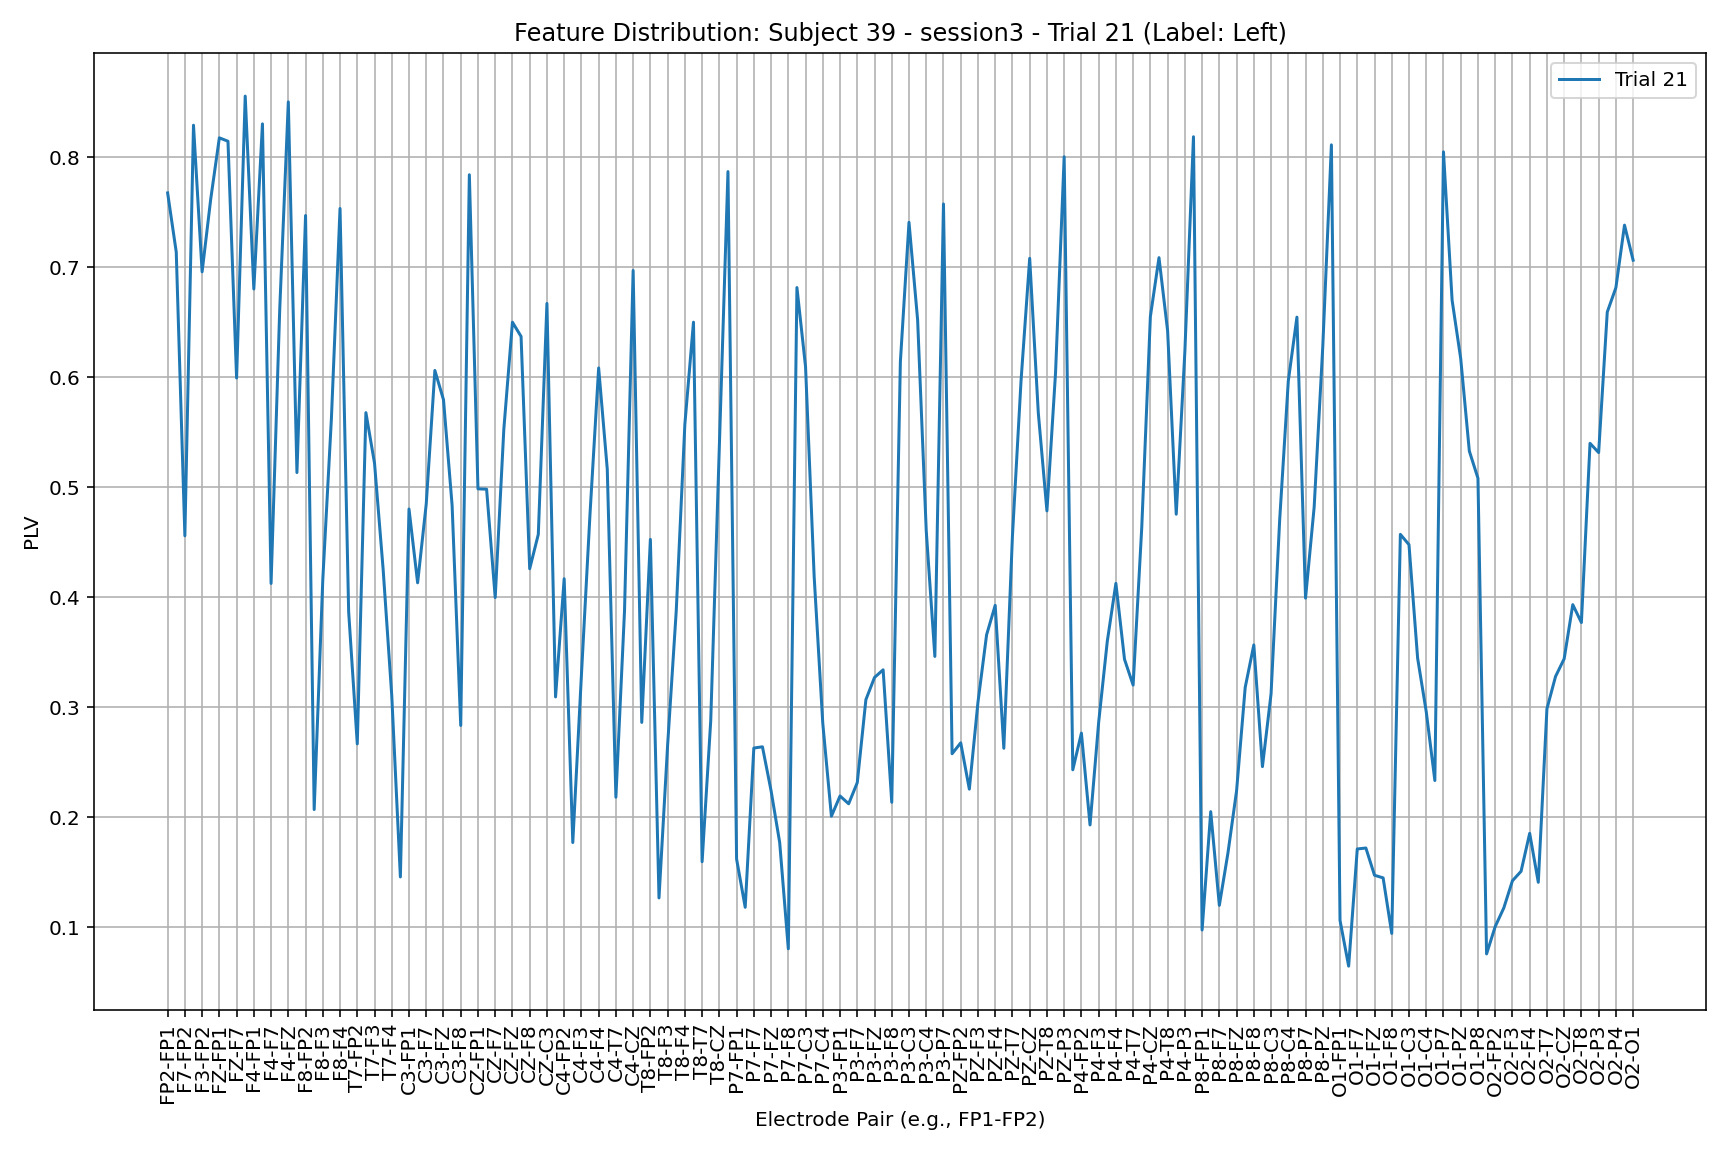 Feature Distribution: Subject 39 - session3 - Trial 21 (Label: Left)
Trial 21
PLV
0.8
0.7
0.6
0.5
0.4
0.3
0.2
0.1
FP2-FP1
F7-FP2
F3-FP2
FZ-FP1
FZ-F7
F4-FP1
F4-F7
F4-FZ
F8-FP2
F8-F3
F8-F4
T7-FP2
T7-F3
T7-F4
C3-FP1
C3-F7
C3-FZ
C3-F8
CZ-FP1
CZ-F7
CZ-FZ
CZ-F8
CZ-C3
C4-FP2
C4-F3
C4-F4
C4-T7
C4-CZ
T8-FP2
T8-F3
T8-F4
T8-T7
T8-CZ
P7-FP1
P7-F7
P7-FZ
P7-F8
P7-C3
P7-C4
P3-FP1
P3-F7
P3-FZ
P3-F8
P3-C3
P3-C4
P3-P7
PZ-FP2
PZ-F3
PZ-F4
PZ-T7
PZ-CZ
PZ-T8
PZ-P3
P4-FP2
P4-F3
P4-F4
P4-T7
P4-CZ
P4-T8
P4-P3
P8-FP1
P8-F7
P8-FZ
P8-F8
P8-C3
P8-C4
P8-P7
P8-PZ
O1-FP1
O1-F7
O1-FZ
O1-F8
O1-C3
O1-C4
O1-P7
O1-PZ
O1-P8
O2-FP2
O2-F3
O2-F4
O2-T7
O2-CZ
O2-T8
O2-P3
O2-P4
O2-O1
Electrode Pair (e.g., FP1-FP2)